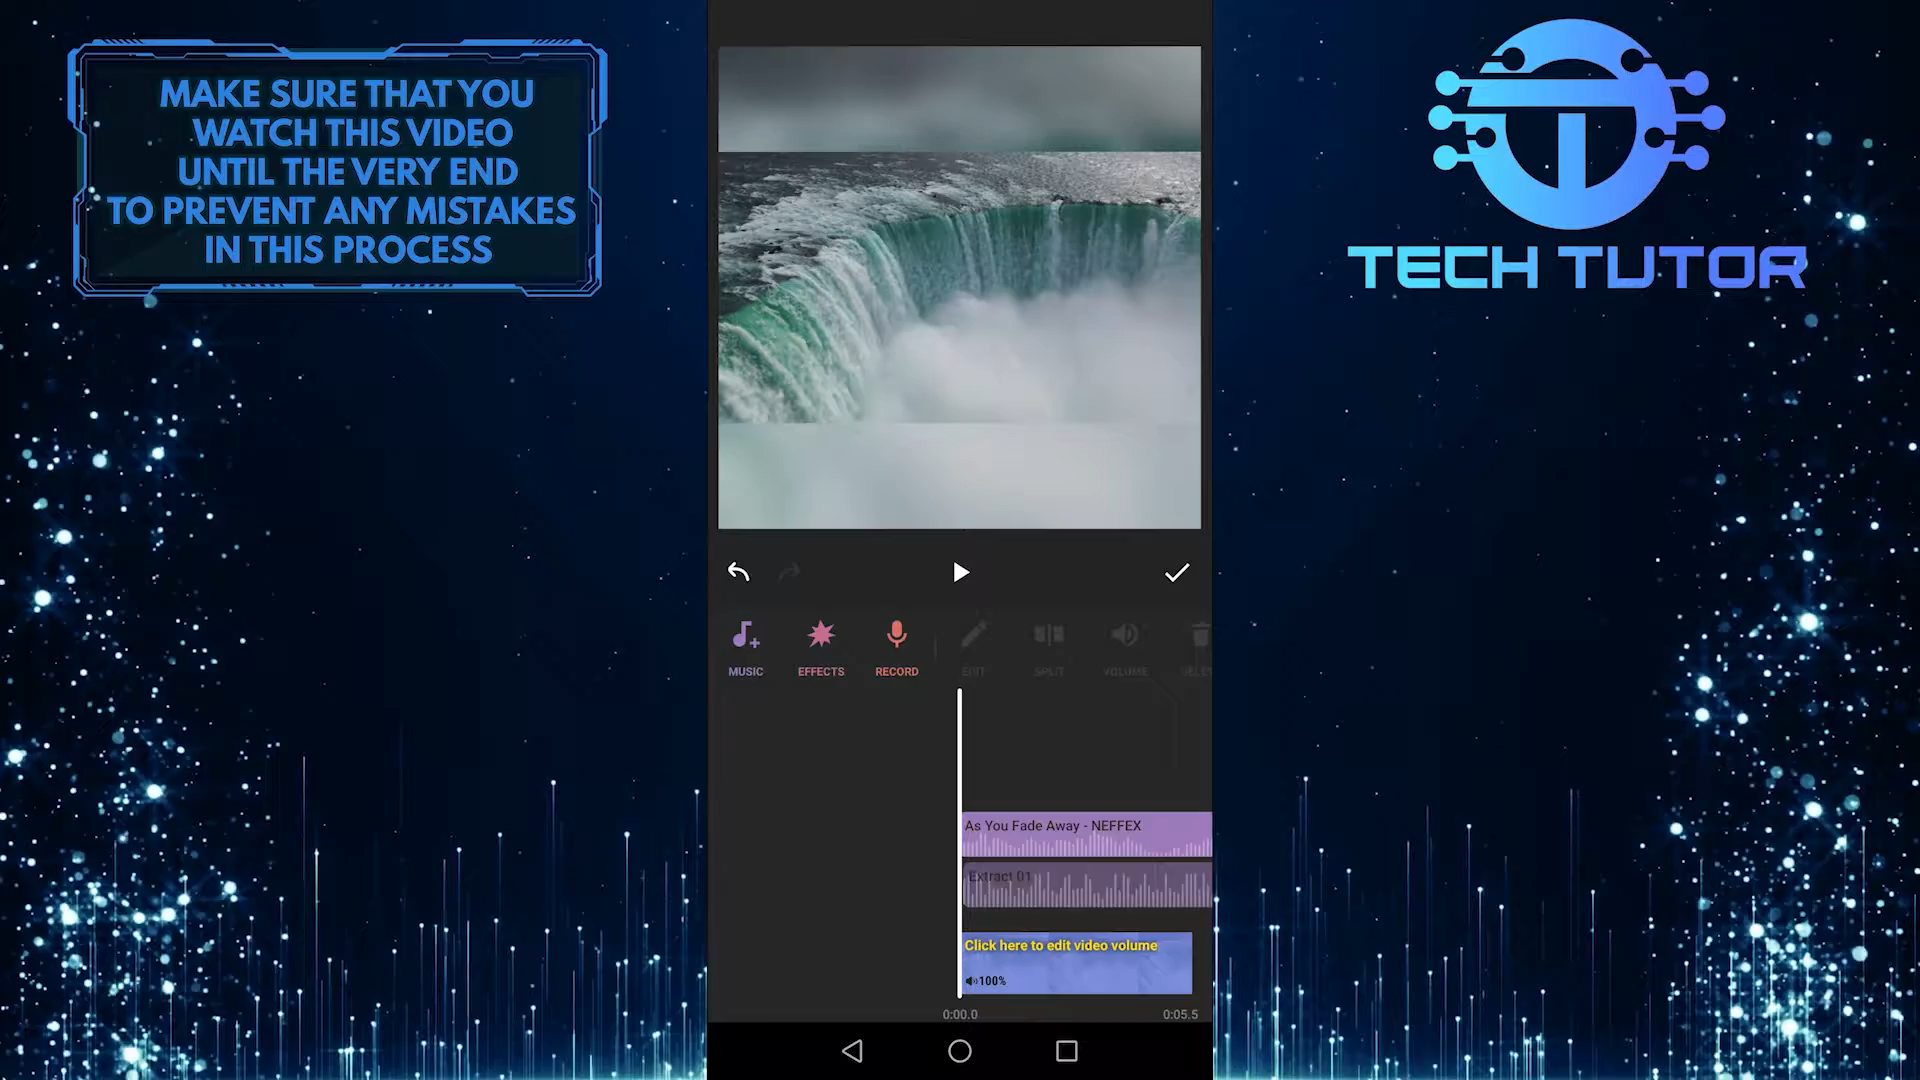 MAKE SURE THAT YOU
WATCH THIS VIDEO
UNTIL THE VERY END
TO PREVENT ANY MISTAKES
IN THIS PROCESS
TECH TUTOR
MUSIC
EFFECTS
RECORD
EDIT
SPLIT
VOLUME
As You Fade Away - NEFFEX
Extract 01
Click here to edit video volume
100%
0:00.0
0:05.5